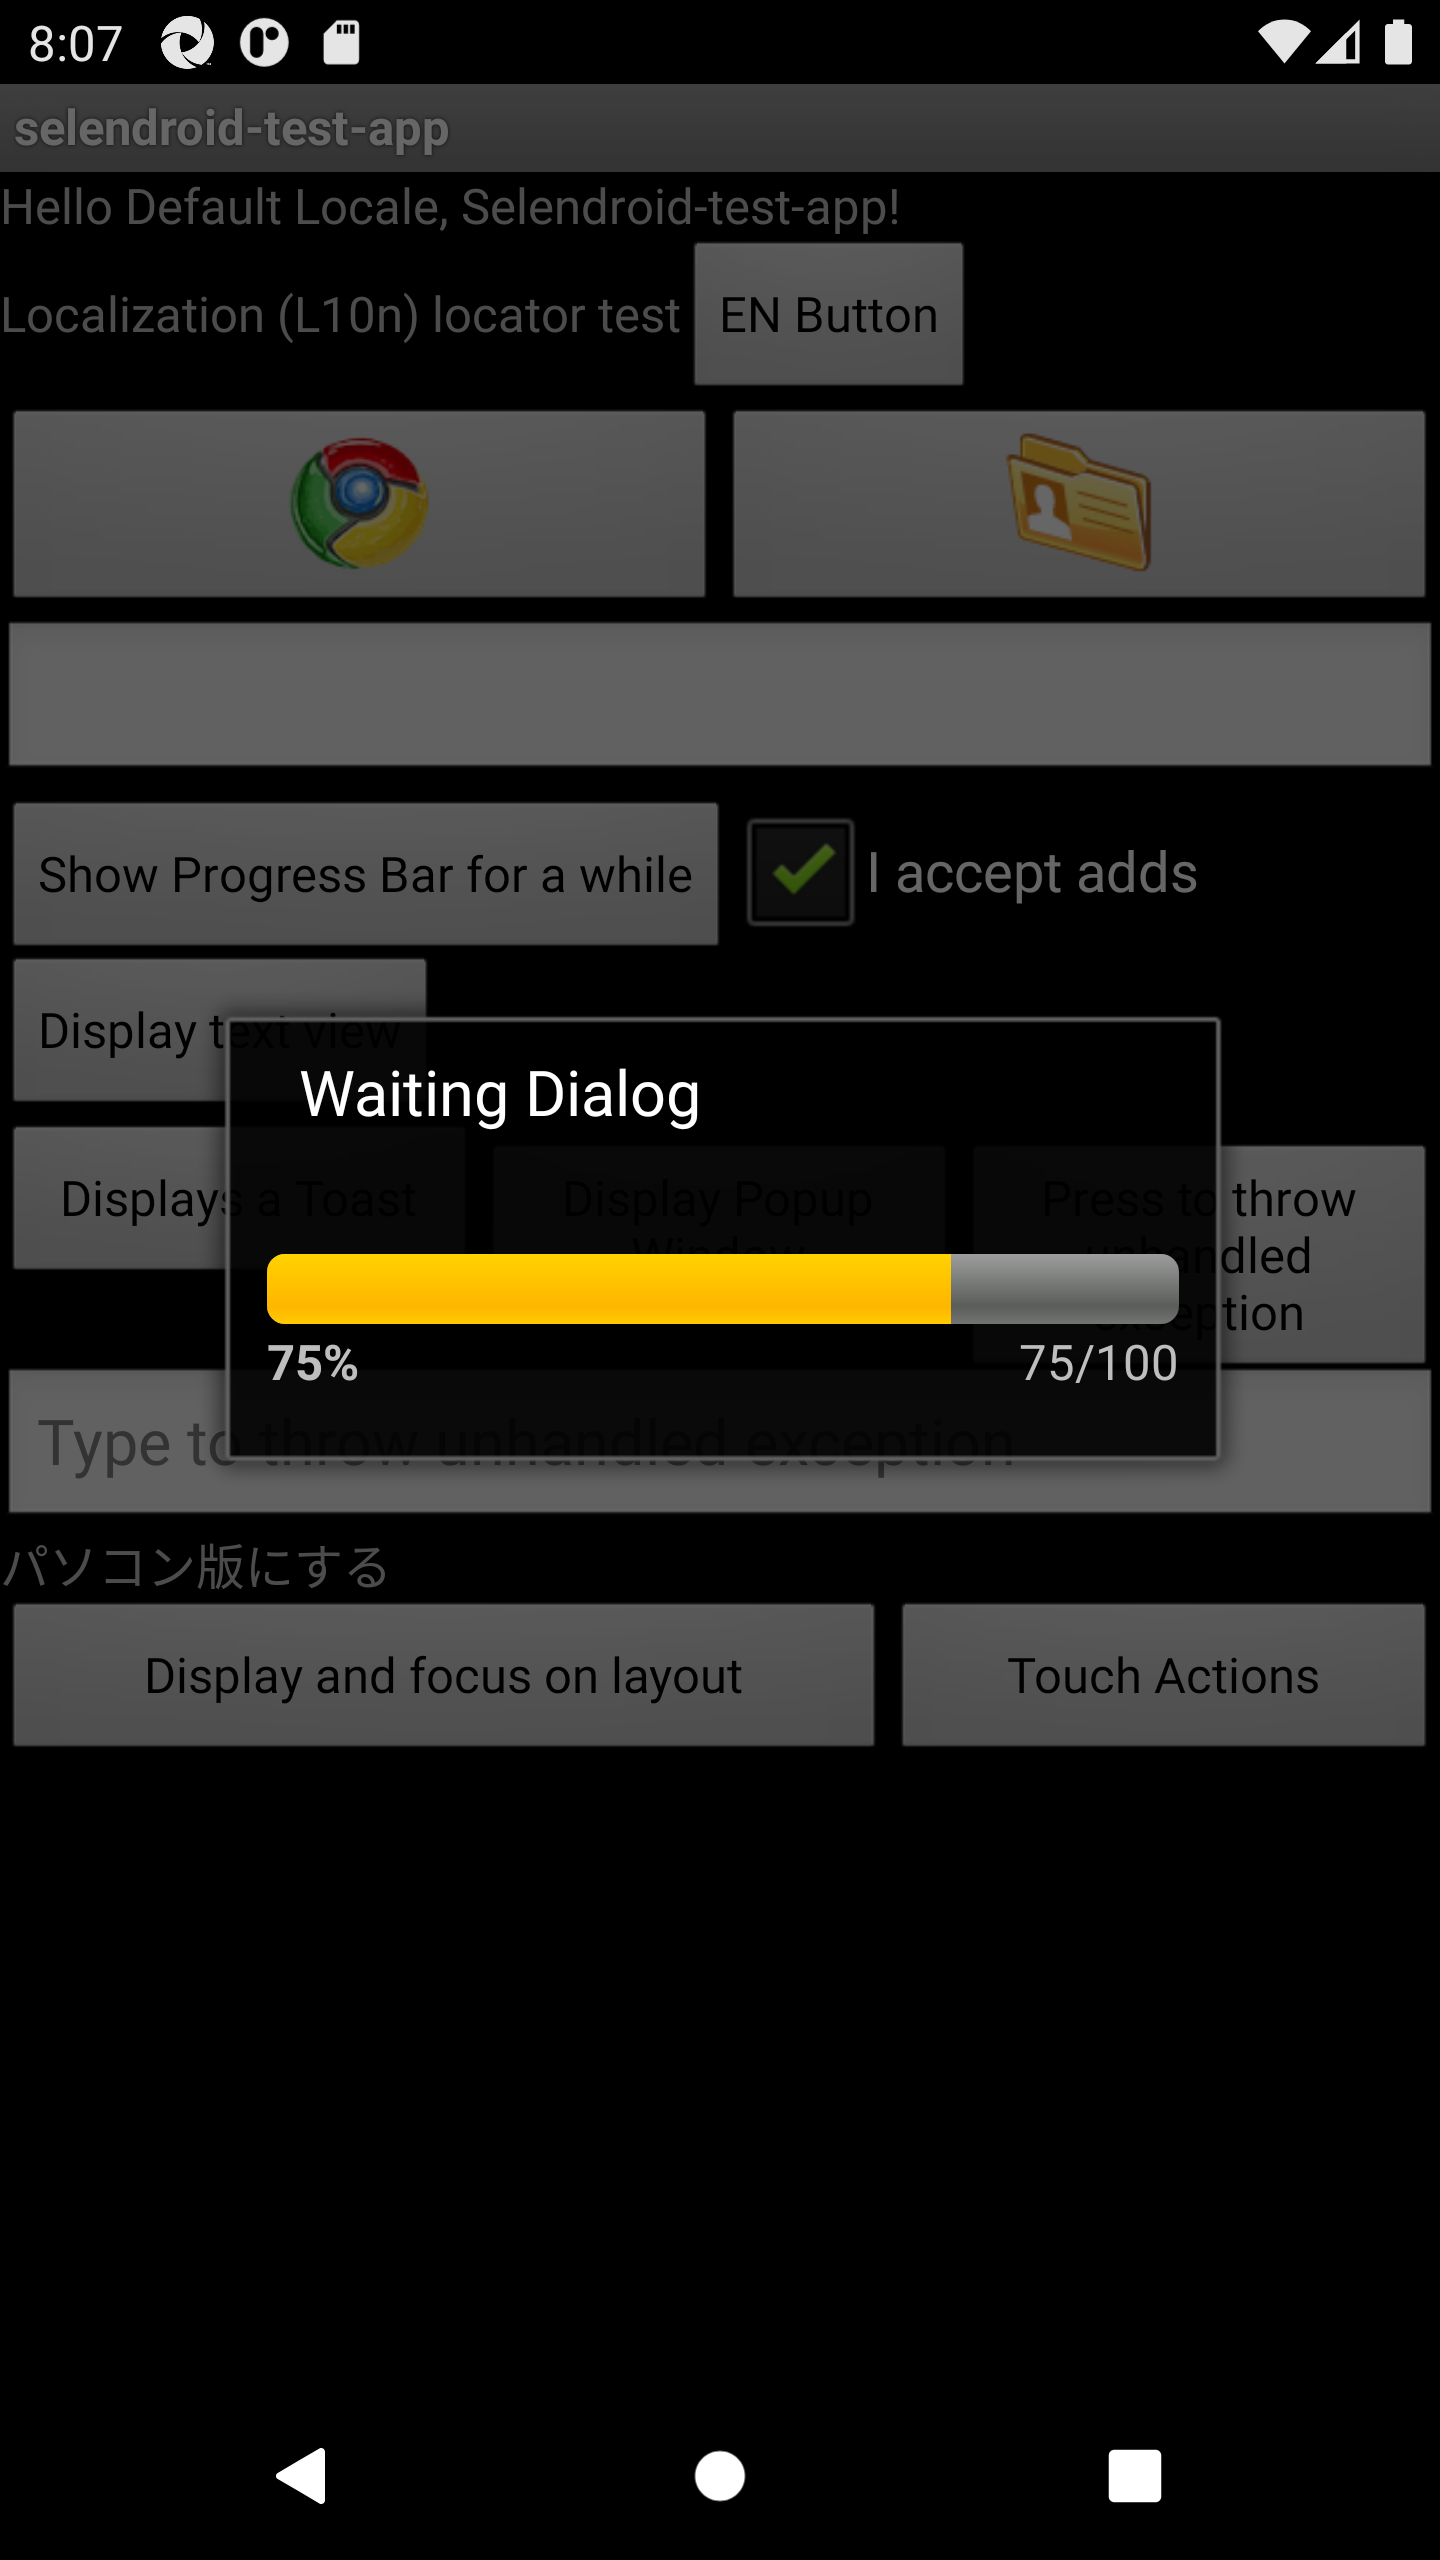 8:07
selendroid-test-app
Hello Default Locale, Selendroid-test-app!
Localization (L10n) locator test
EN Button
Show Progress Bar for a while
I accept adds
Display text view
Waiting Dialog
Displays a Toast
Display Popup
Window
Press to throw
unhandled
exception
75%
75/100
Type to throw unhandled exception
パソコン版にする
Display and focus on layout
Touch Actions